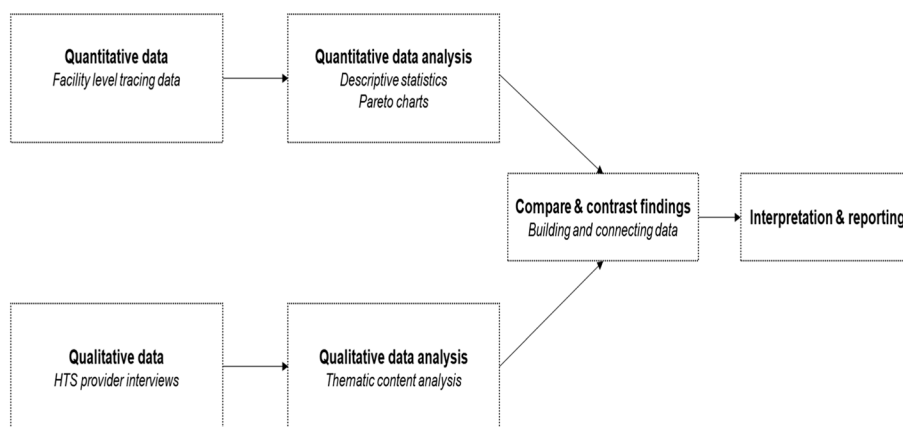 Quantitative data
Facility level tracing data
Quantitative data analysis
Descriptive statistics
Pareto charts
Compare & contrast findings
Building and connecting data
Interpretation & reporting
Qualitative data
HTS provider interviews
Qualitative data analysis
Thematic content analysis